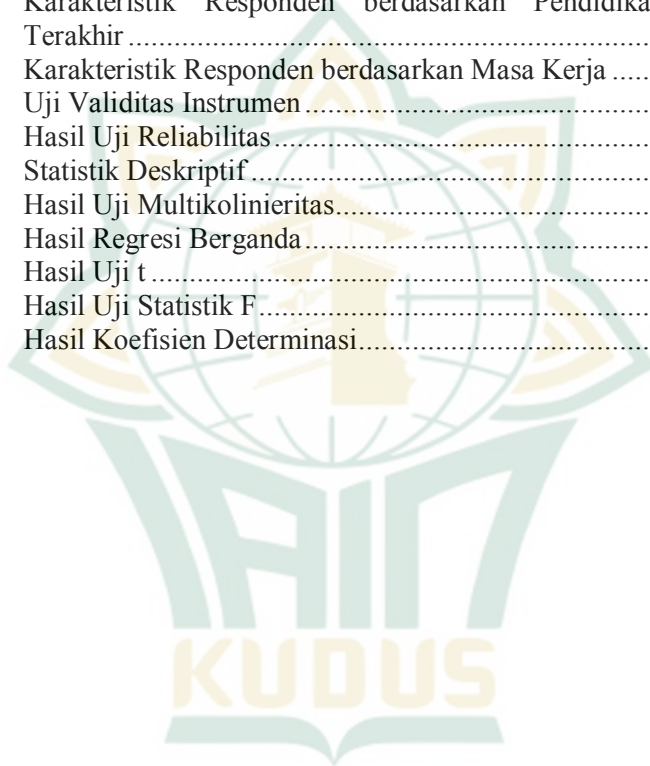 Karakteristik Responden berdasarkan
Terakhir ........................................................................
Karakteristik Responden berdasarkan Masa Kerja .....
Uji Validitas Instrumen ................................................
Hasil Uji Reliabilitas ....................................................
Statistik Deskriptif .......................................................
Hasil Uji Multikolinieritas............................................
Hasil Regresi Berganda ................................................
Hasil Uji t .....................................................................
Hasil Uji Statistik F ......................................................
Hasil Koefisien Determinasi.........................................
IAIN
KUDUS